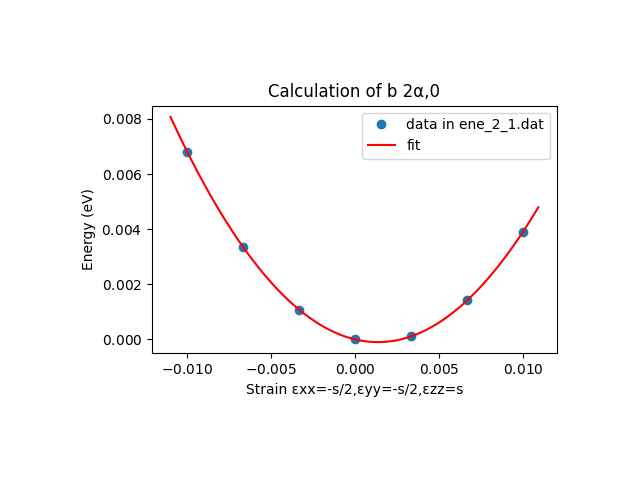 Calculation of b 2α,0
data in ene_2_1.dat
fit
Energy (eV)
0.008
0.006
0.004
0.002
0.000
−0.010
−0.005
0.000
0.005
0.010
Strain εxx=-s/2,εyy=-s/2,εzz=s